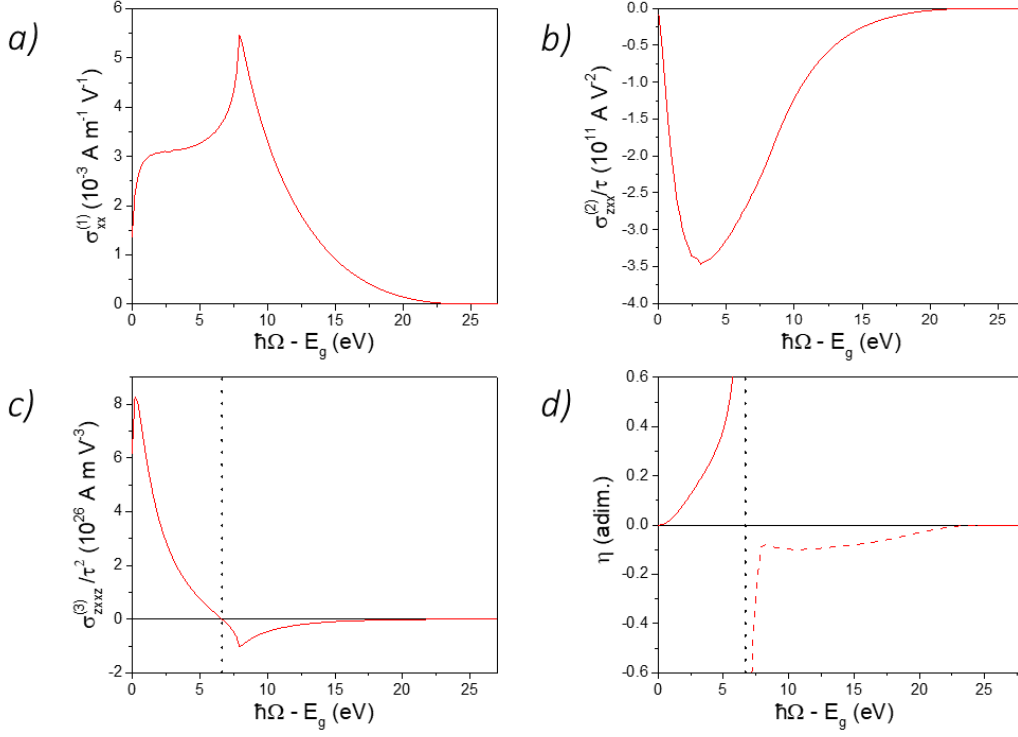 a)
6
5
4
3
2
1
0
0 5 10 15 20 25
σxx(1) (10-3 A m-1 V-1)
ħΩ - Eg (eV)
b)
0.0
-0.5
-1.0
-1.5
-2.0
-2.5
-3.0
-3.5
-4.0
0 5 10 15 20 25
σzxx(2)/τ (1011 A V-2)
ħΩ - Eg (eV)
c)
8
6
4
2
0
-2
0 5 10 15 20 25
σzxxz(3)/τ2 (1026 A m V-3)
ħΩ - Eg (eV)
d)
0.6
0.4
0.2
0.0
-0.2
-0.4
-0.6
0 5 10 15 20 25
η (adim.)
ħΩ - Eg (eV)